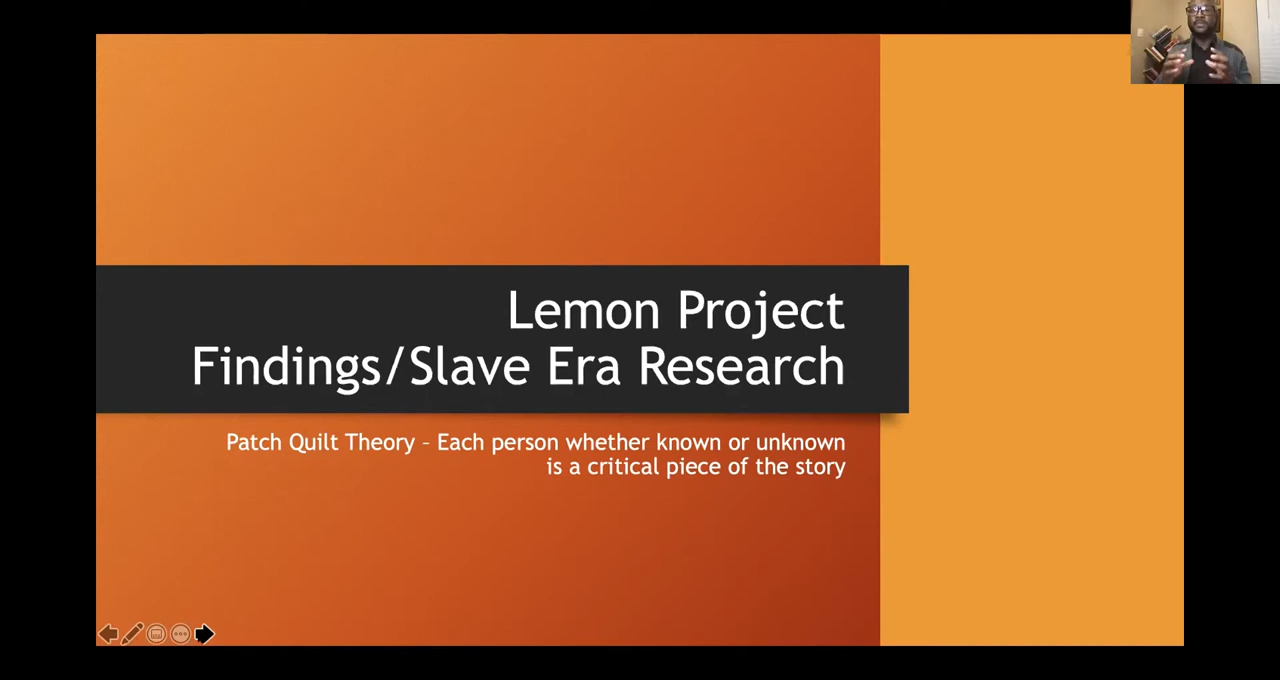 Lemon Project
Findings/Slave Era Research
Patch Quilt Theory – Each person whether known or unknown
is a critical piece of the story